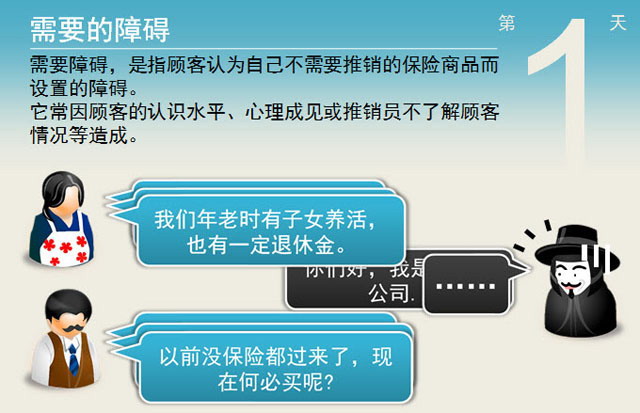 需要的障碍
第1天
需要障碍，是指顾客认为自己不需要推销的保险商品而
设置的障碍。
它常因顾客的认识水平、心理成见或推销员不了解顾客
情况等造成。
我们年老时有子女养活，
也有一定退休金。
你们好，我是
公司.
……
以前没保险都过来了，现
在何必买呢?